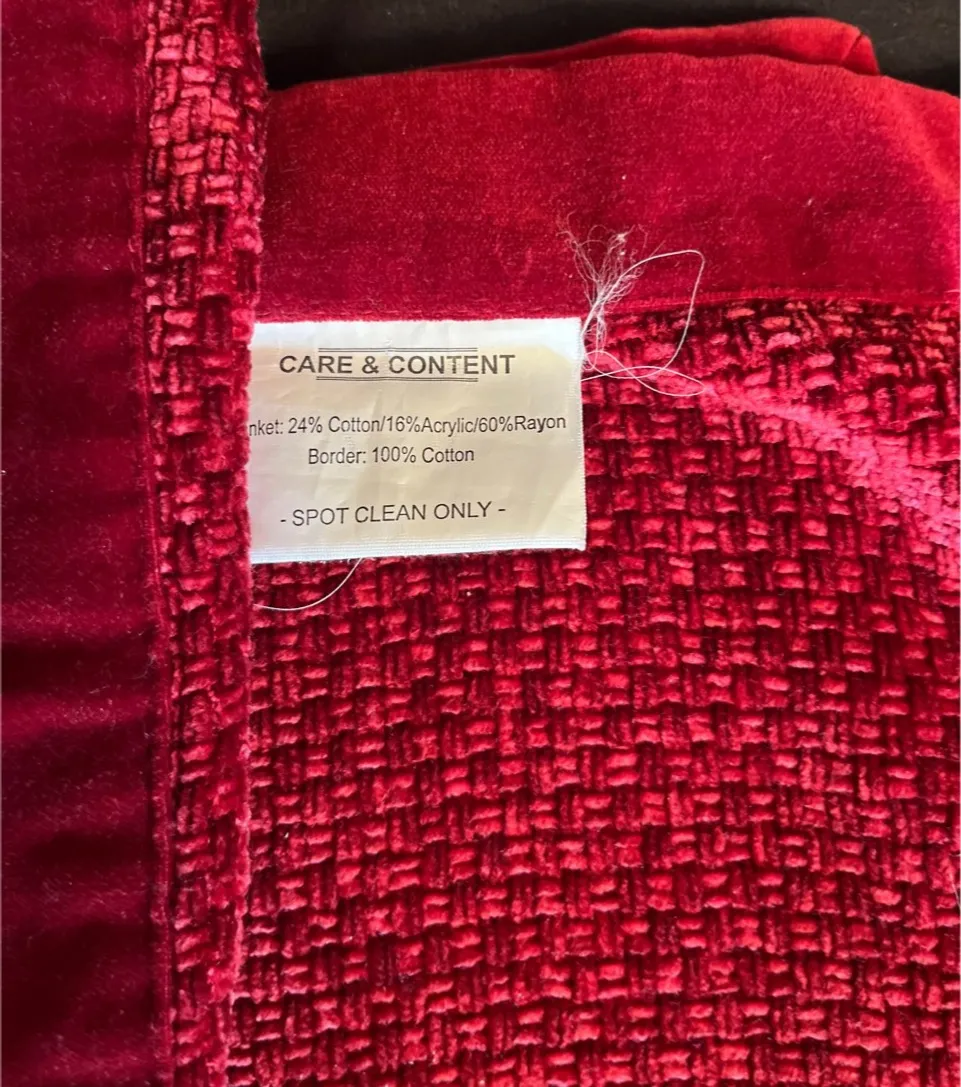 CARE & CONTENT
nket: 24% Cotton/16%Acrylic/60%Rayon
Border: 100% Cotton
- SPOT CLEAN ONLY -